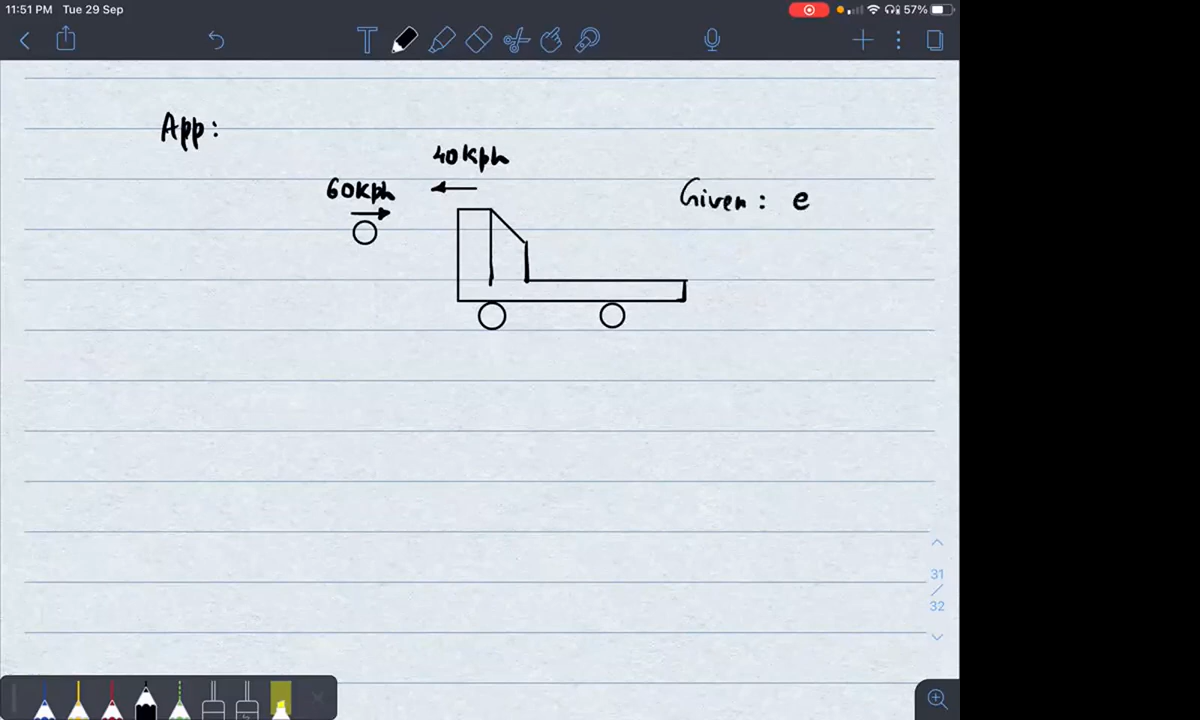 11:51 PM Tue 29 Sep
57%
T
App:
40kph
60kph
Given: e
31
/
32